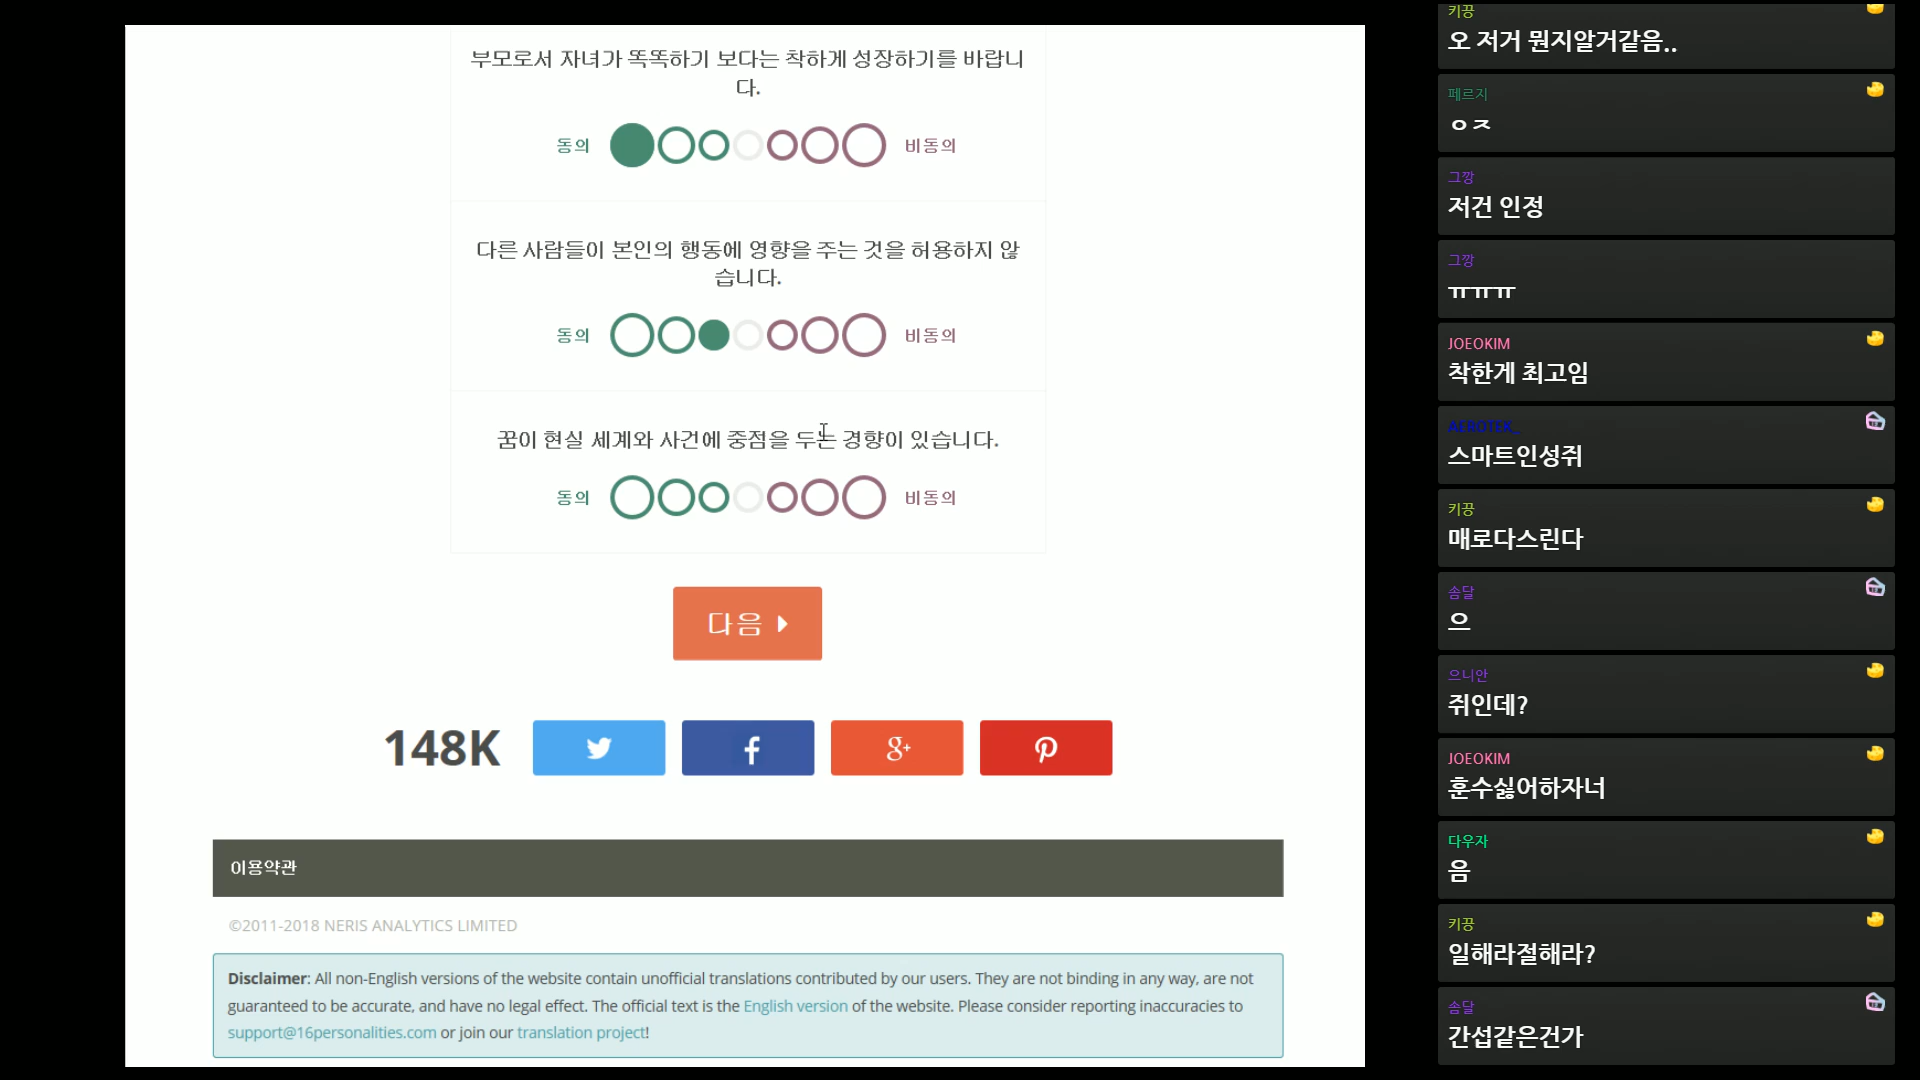 부모로서 자녀가 똑똑하기 보다는 착하게 성장하기를 바랍니
다.
동의
비동의
다른 사람들이 본인의 행동에 영향을 주는 것을 허용하지 않
습니다.
동의
비동의
꿈이 현실 세계와 사건에 중점을 두는 경향이 있습니다.
동의
비동의
다음
148K
이용약관
©2011-2018 NERIS ANALYTICS LIMITED
Disclaimer: All non-English versions of the website contain unofficial translations contributed by our users. They are not binding in any way, are not
guaranteed to be accurate, and have no legal effect. The official text is the English version of the website. Please consider reporting inaccuracies to
support@16personalities.com or join our translation project!
키끙
오 저거 뭔지알거같음..
페르지
ㅇㅈ
그깡
저건 인정
그깡
ㅠㅠㅠ
JOEOKIM
착한게 최고임
AEROTEK_
스마트인성쥐
키끙
매로다스린다
솜달
으
으니안
쥐인데?
JOEOKIM
훈수싫어하자너
다우자
음
키끙
일해라절해라?
솜달
간섭같은건가